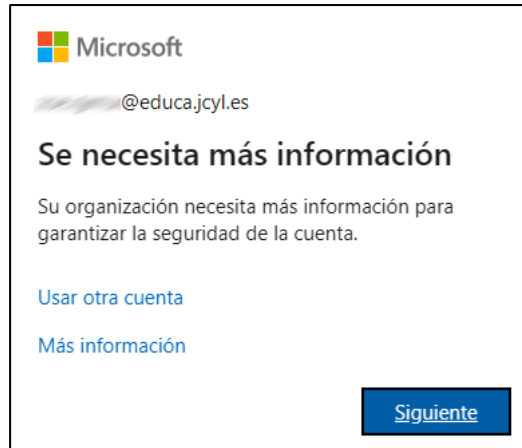 Microsoft
@educa.jcyl.es
Se necesita más información
Su organización necesita más información para
garantizar la seguridad de la cuenta.
Usar otra cuenta
Más información
Siguiente